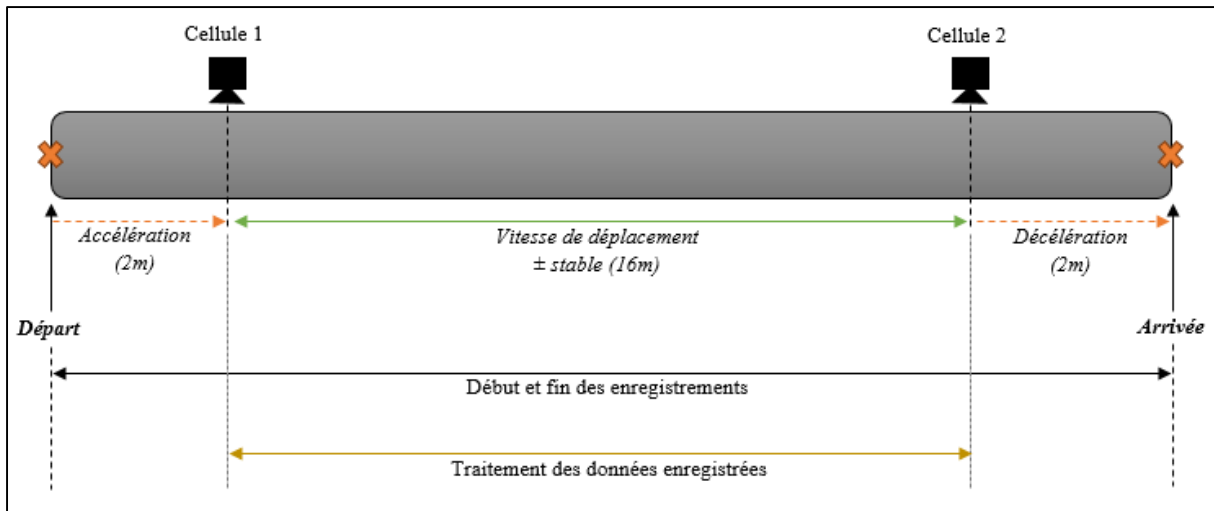 Cellule 1
Cellule 2
Accélération
(2m)
Vitesse de déplacement
± stable (16m)
Décélération
(2m)
Départ
Arrivée
Début et fin des enregistrements
Traitement des données enregistrées